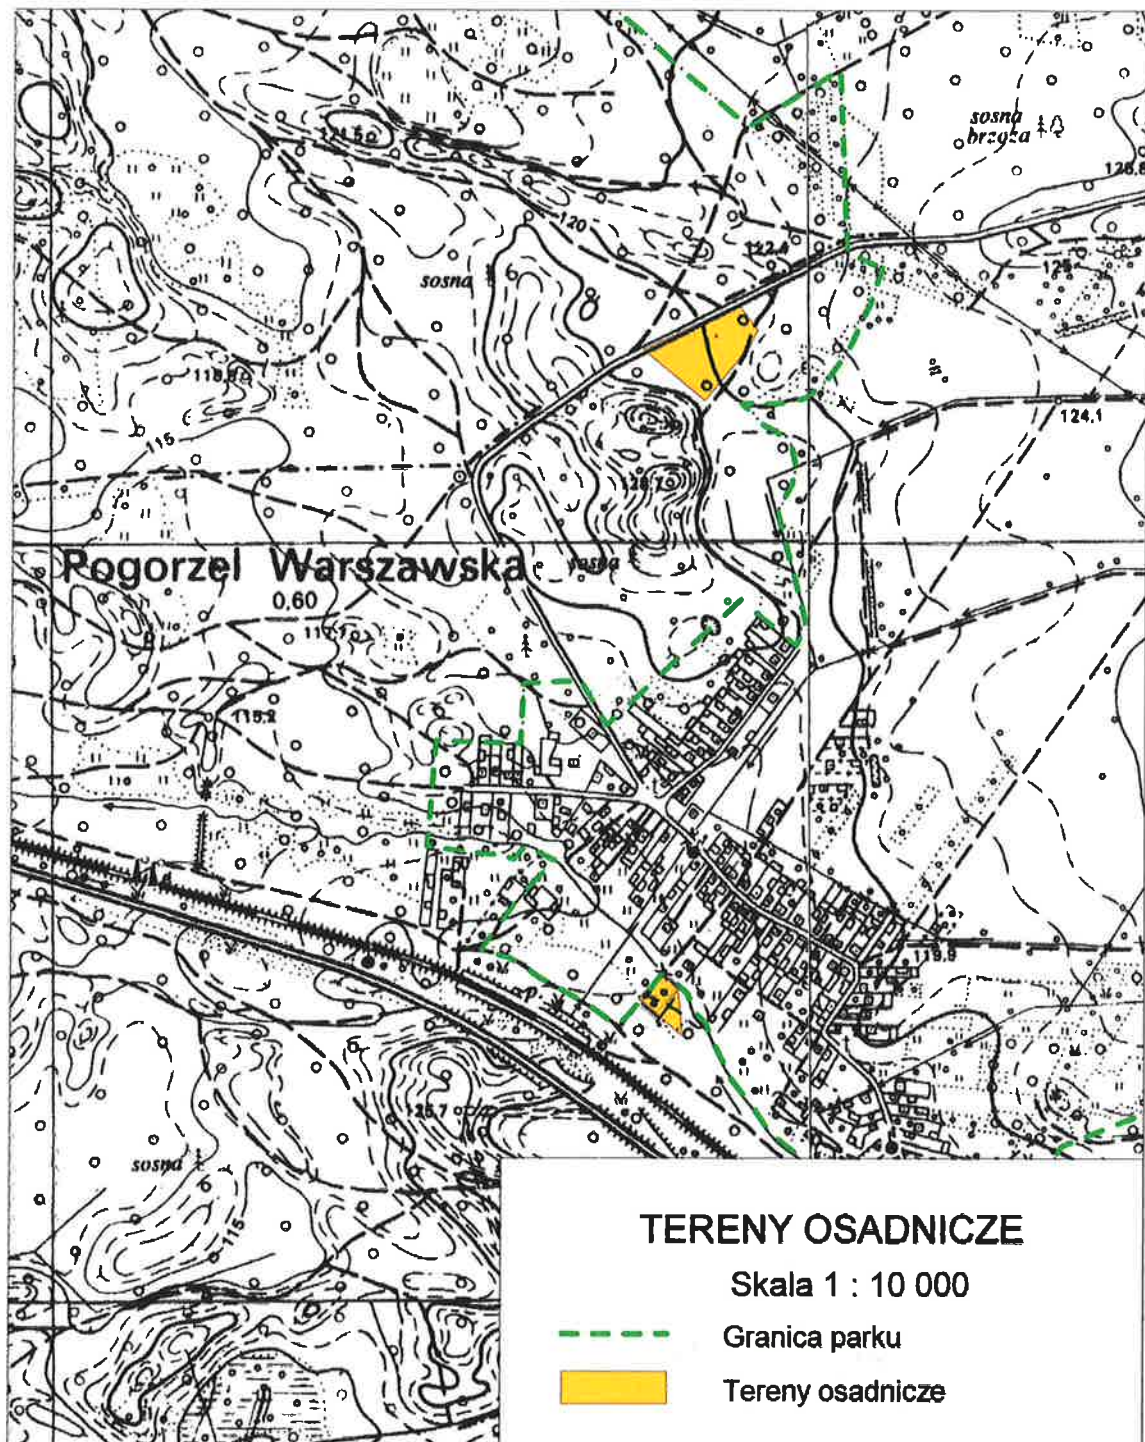 sosna
brzoza
126,8
121,5
120
122,4
sosna
6
125
118,8
124,1
115
128,7
Pogorzel Warszawska
sosna
0,60
117,1
115,2
119,9
p
125,7
sosna
115
TERENY OSADNICZE
Skala 1 : 10 000
Granica parku
Tereny osadnicze